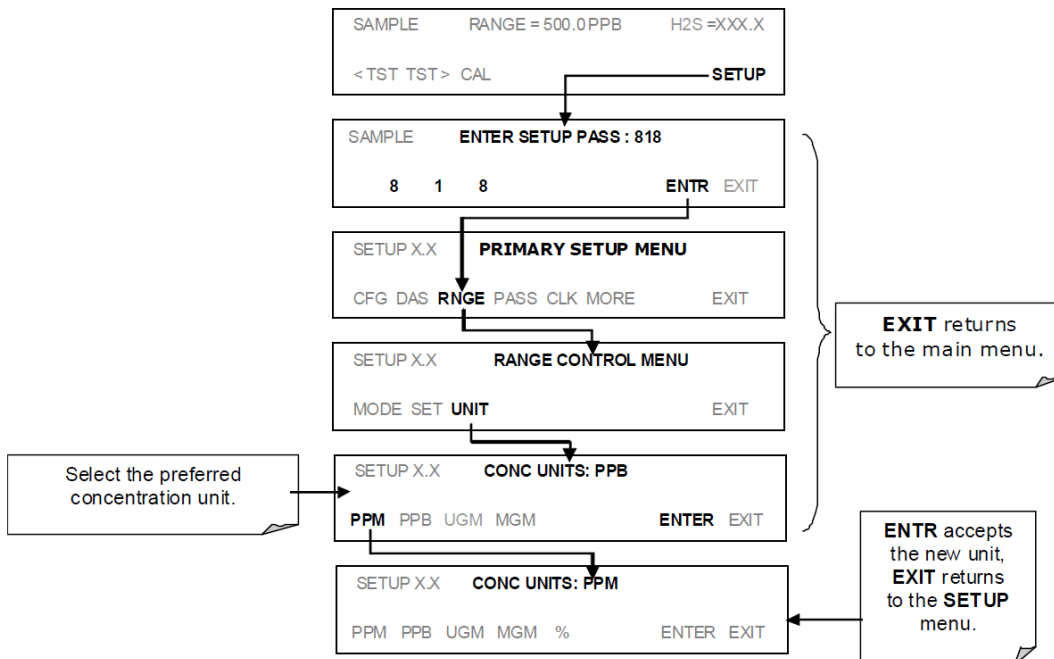 SAMPLE RANGE = 500.0 PPB H2S =XXX.X
< TST TST > CAL SETUP
SAMPLE ENTER SETUP PASS : 818
8 1 8 ENTR EXIT
SETUP X.X PRIMARY SETUP MENU
CFG DAS RNGE PASS CLK MORE EXIT
EXIT returns
to the main menu.
SETUP X.X RANGE CONTROL MENU
MODE SET UNIT EXIT
Select the preferred
concentration unit.
SETUP X.X CONC UNITS: PPB
PPM PPB UGM MGM ENTER EXIT
ENTR accepts
the new unit,
EXIT returns
to the SETUP
menu.
SETUP X.X CONC UNITS: PPM
PPM PPB UGM MGM % ENTER EXIT